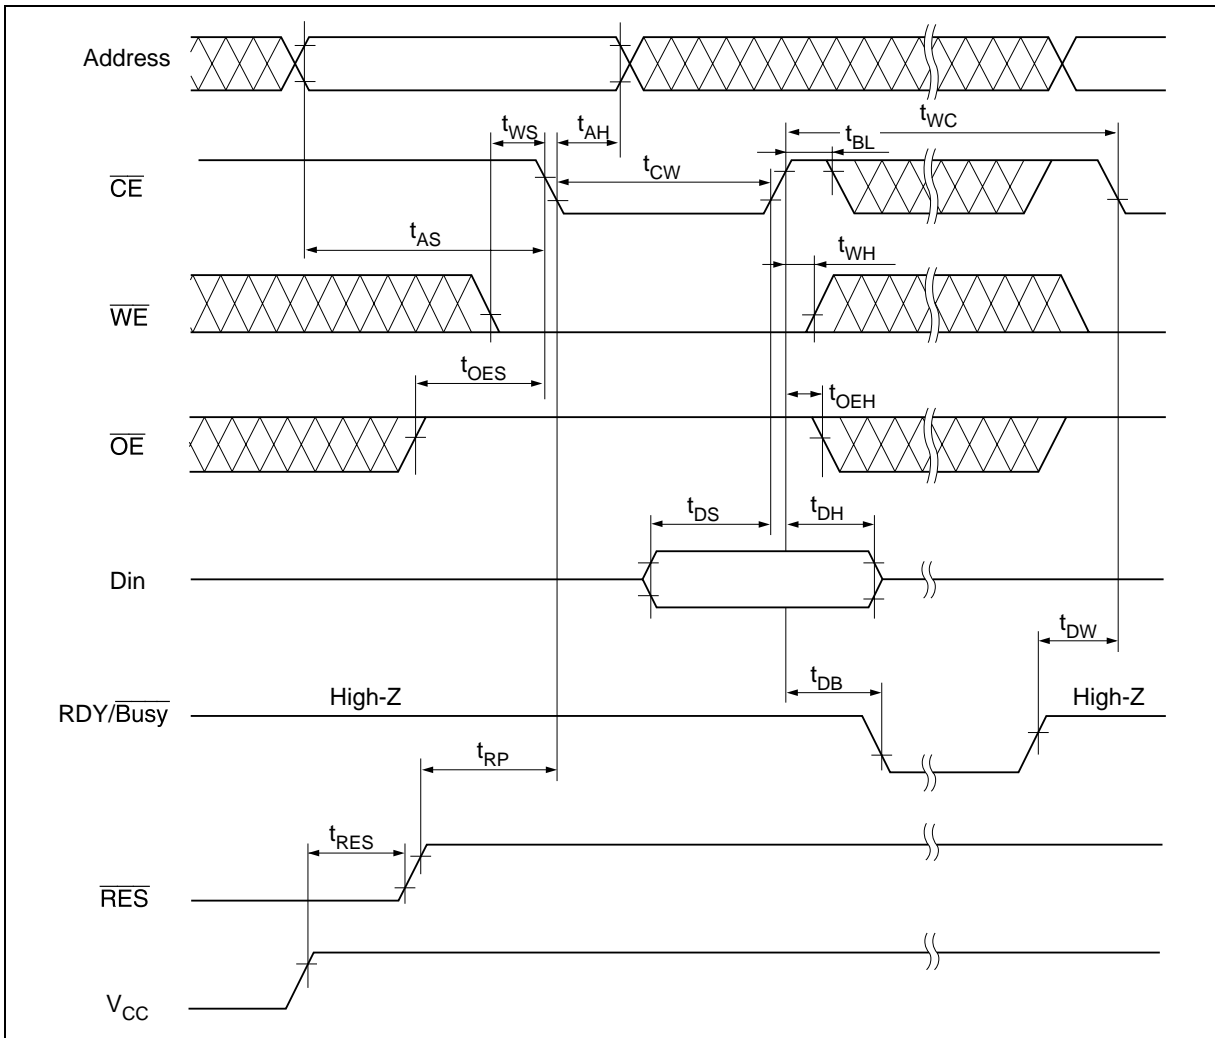 Address
tWC
tWS
tAH
tBL
CE
tCW
tAS
tWH
WE
tOES
tOEH
OE
tDS
tDH
Din
tDW
tDB
High-Z
High-Z
RDY/Busy
tRP
tRES
RES
VCC